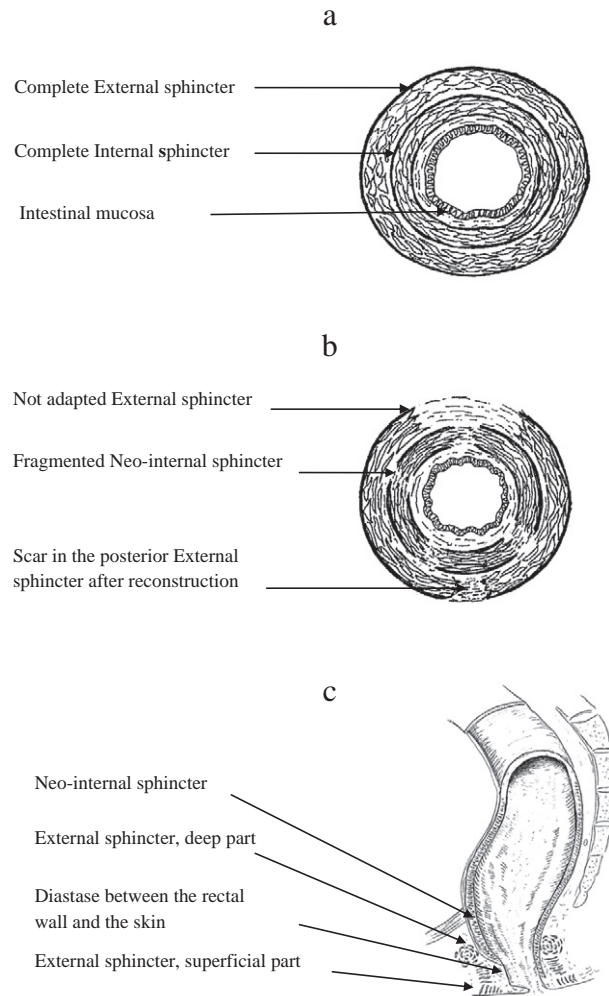 a
Complete External sphincter
Complete Internal sphincter
Intestinal mucosa
b
Not adapted External sphincter
Fragmented Neo-internal sphincter
Scar in the posterior External
sphincter after reconstruction
c
Neo-internal sphincter
External sphincter, deep part
Diastase between the rectal
wall and the skin
External sphincter, superficial part